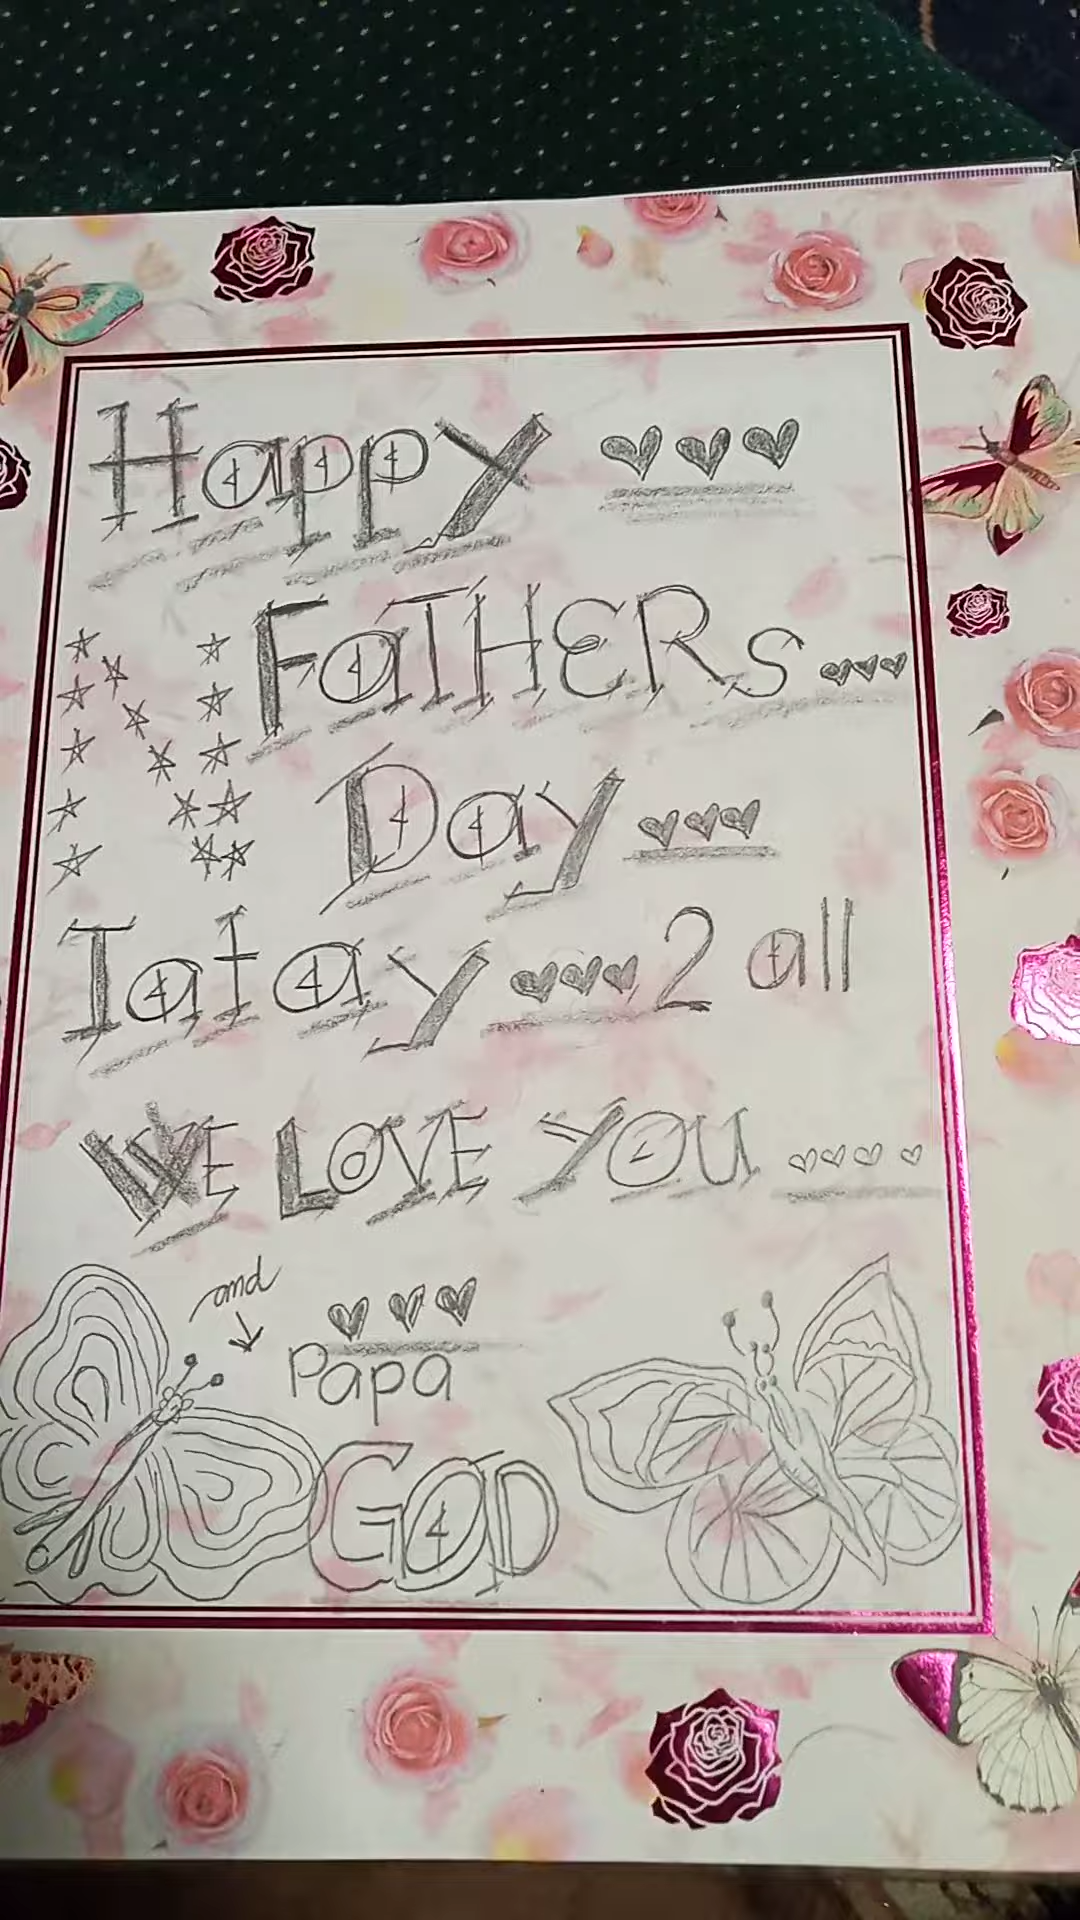 Happy
FaTHERs...
Day
Tatay... 2 all
WE LOVE YOU
and
Papa
GOD